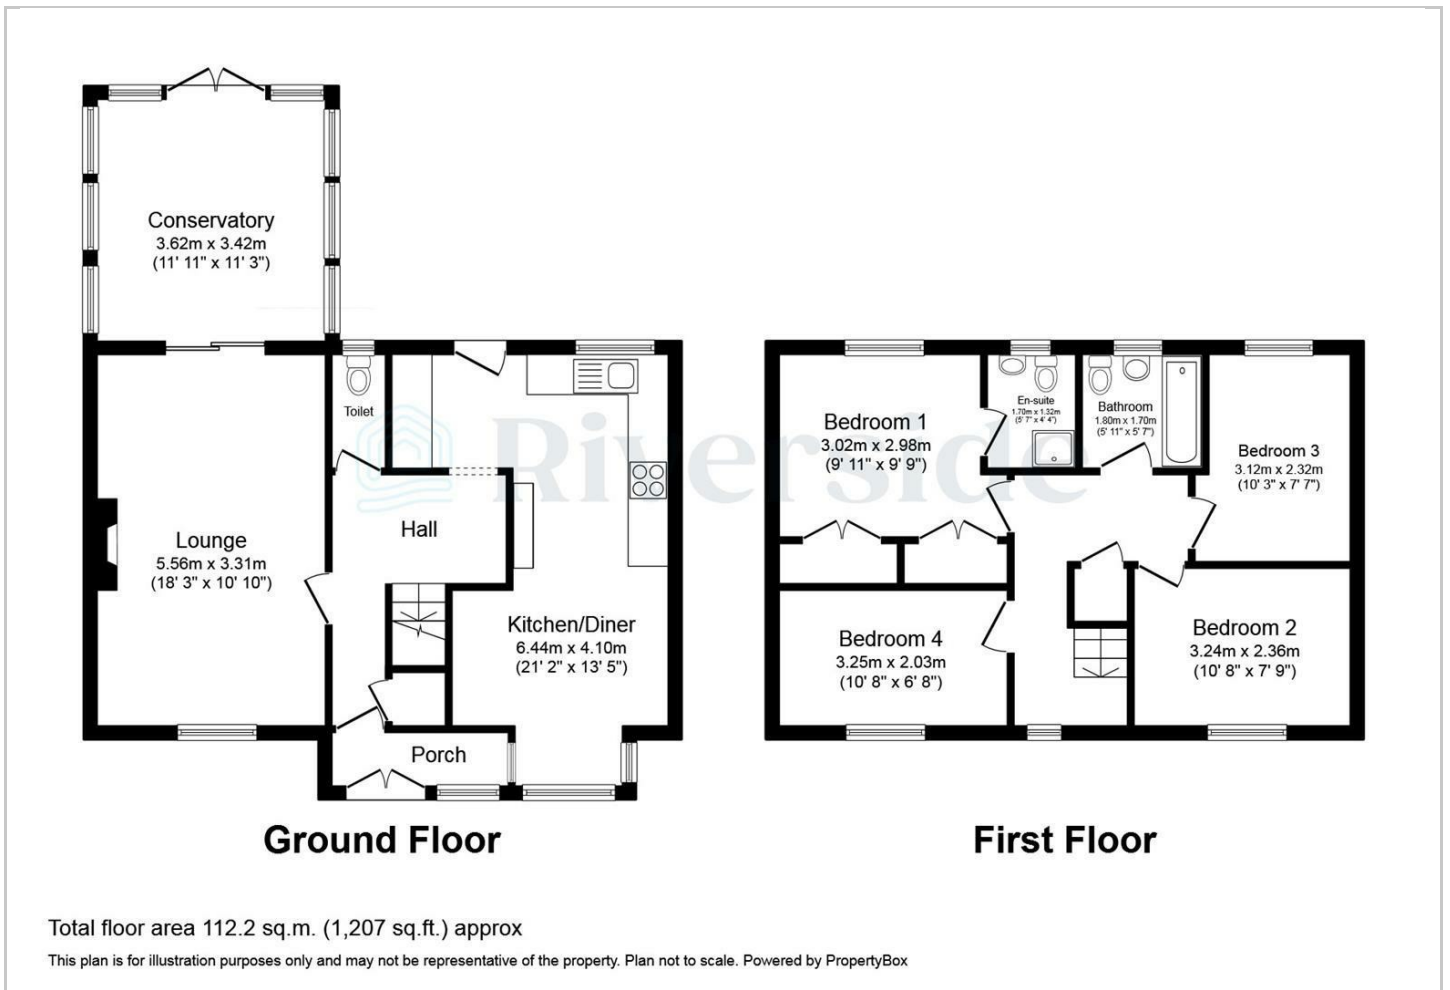 Conservatory
3.62m x 3.42m
(11' 11" x 11' 3")
Toilet
Riverside
Hall
Lounge
5.56m x 3.31m
(18' 3" x 10' 10")
Kitchen/Diner
6.44m x 4.10m
(21' 2" x 13' 5")
Porch
Ground Floor
Bedroom 1
3.02m x 2.98m
(9' 11" x 9' 9")
En-suite
1.70m x 1.32m
(5' 7" x 4' 4")
Bathroom
1.80m x 1.70m
(5' 11" x 5' 7")
Bedroom 3
3.12m x 2.32m
(10' 3" x 7' 7")
Bedroom 4
3.25m x 2.03m
(10' 8" x 6' 8")
Bedroom 2
3.24m x 2.36m
(10' 8" x 7' 9")
First Floor
Total floor area 112.2 sq.m. (1,207 sq.ft.) approx
This plan is for illustration purposes only and may not be representative of the property. Plan not to scale. Powered by PropertyBox